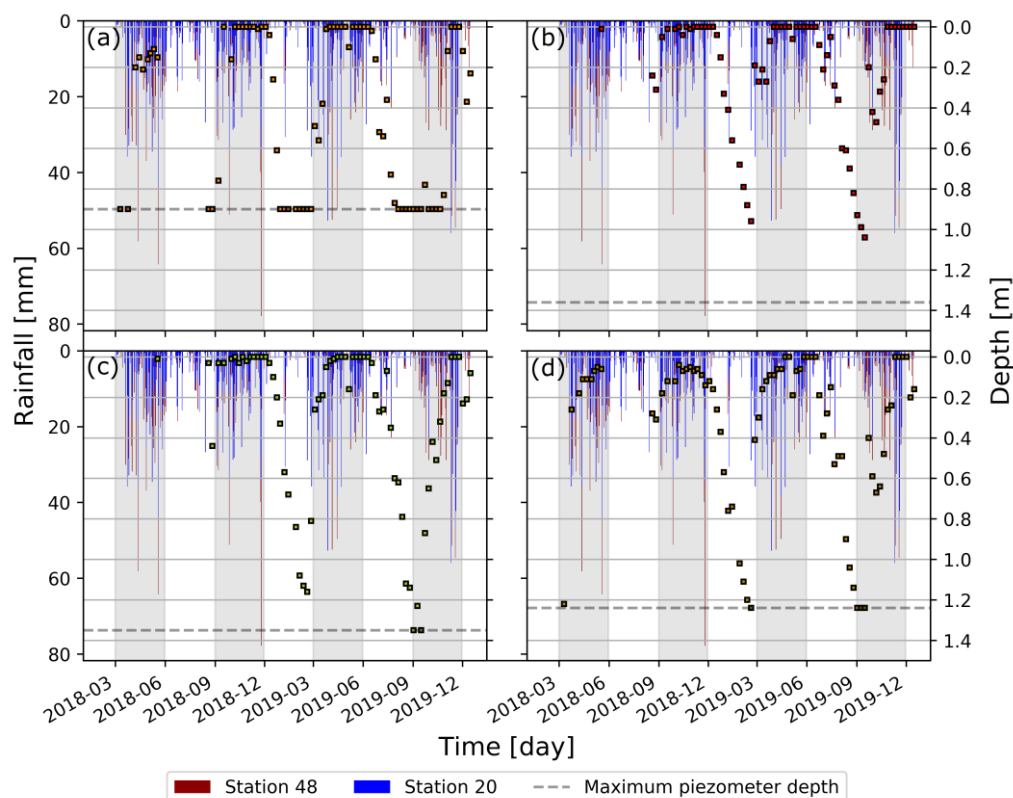 0
20
40
60
80
Rainfall [mm]
(a)
(b)
0.0
0.2
0.4
0.6
0.8
1.0
1.2
1.4
Depth [m]
0
20
40
60
80
(c)
(d)
0.0
0.2
0.4
0.6
0.8
1.0
1.2
1.4
2018-03 2018-06 2018-09 2018-12 2019-03 2019-06 2019-09 2019-12
2018-03 2018-06 2018-09 2018-12 2019-03 2019-06 2019-09 2019-12
Time [day]
Station 48 Station 20 Maximum piezometer depth